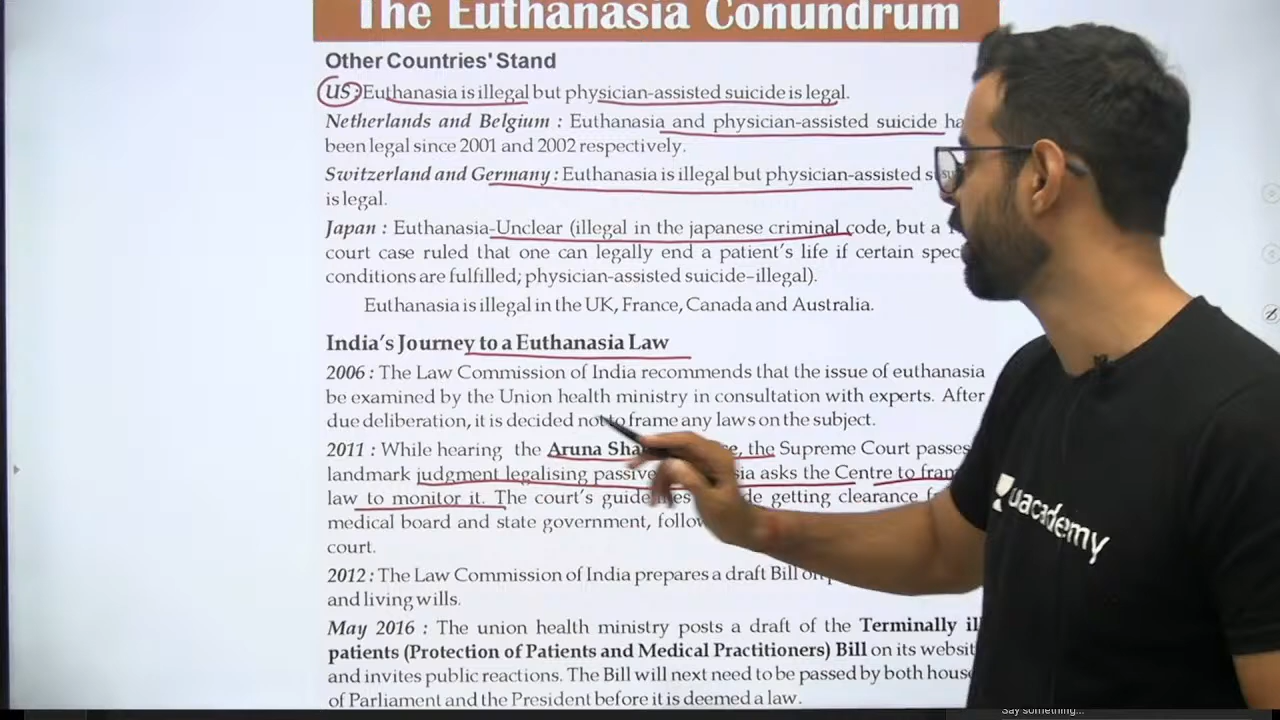 The Euthanasia Conundrum
Other Countries' Stand
US: Euthanasia is illegal but physician-assisted suicide is legal.
Netherlands and Belgium : Euthanasia and physician-assisted suicide
been legal since 2001 and 2002 respectively.
Switzerland and Germany : Euthanasia is illegal but physician-assisted
is legal.
Japan : Euthanasia-Unclear (illegal in the japanese criminal code, but a
court case ruled that one can legally end a patient's life if certain
conditions are fulfilled; physician-assisted suicide–illegal).
Euthanasia is illegal in the UK, France, Canada and Australia.
India's Journey to a Euthanasia Law
2006 : The Law Commission of India recommends that the issue of euthanasia
be examined by the Union health ministry in consultation with experts. After
due deliberation, it is decided not to frame any laws on the subject.
2011 : While hearing the Aruna the Supreme Court passes
landmark judgment legalising passive asks the Centre to
law to monitor it. The court's getting clearance
medical board and state government,
court.
2012 : The Law Commission of India prepares a draft Bill on
and living wills.
May 2016 : The union health ministry posts a draft of the Terminally ill
patients (Protection of Patients and Medical Practitioners) Bill on its
and invites public reactions. The Bill will next need to be passed by both
of Parliament and the President before it is deemed a law.
unacademy
Say something...